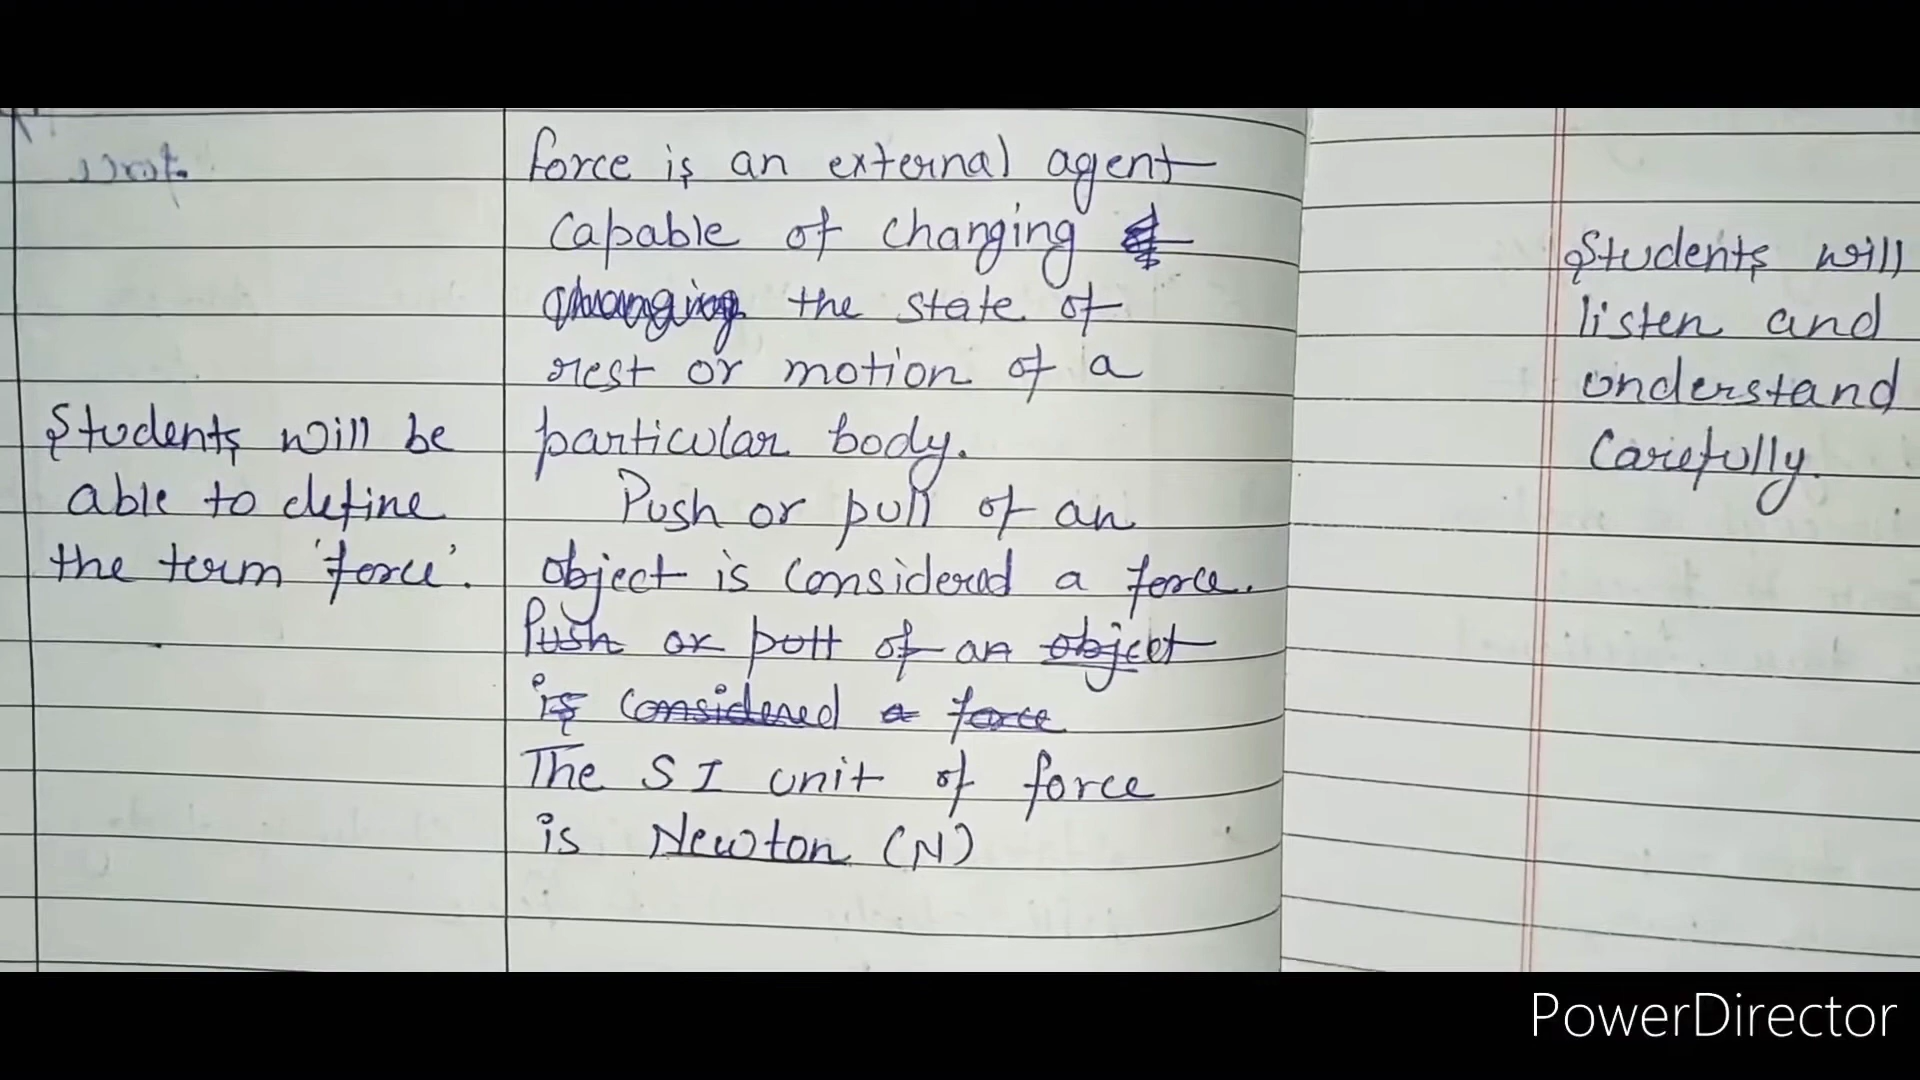 Students will be
able to define
the term 'force'.
force is an external agent
capable of changing
changing the state of
rest or motion of a
particular body.
Push or pull of an
object is considered a force.
Push or pull of an object
is considered a force
The SI unit of force
is Newton (N)
Students will
listen and
understand
Carefully.
PowerDirector